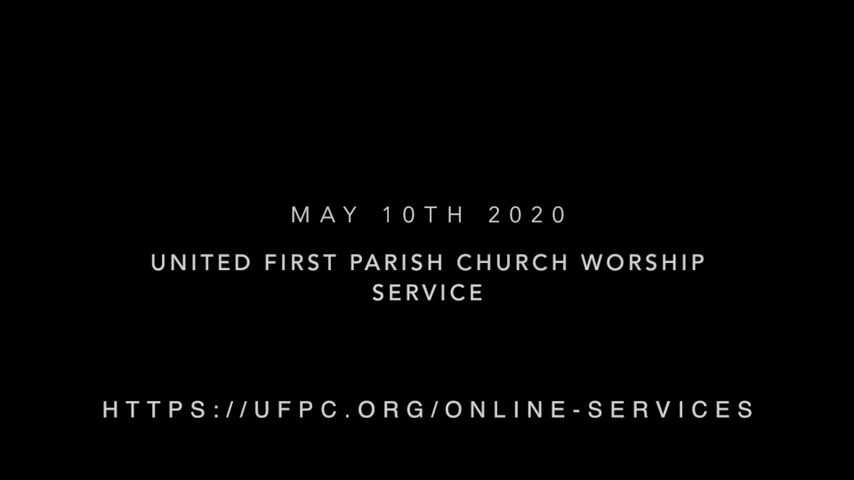 MAY 10TH 2020
UNITED FIRST PARISH CHURCH WORSHIP
SERVICE
HTTPS://UFPC.ORG/ONLINE-SERVICES